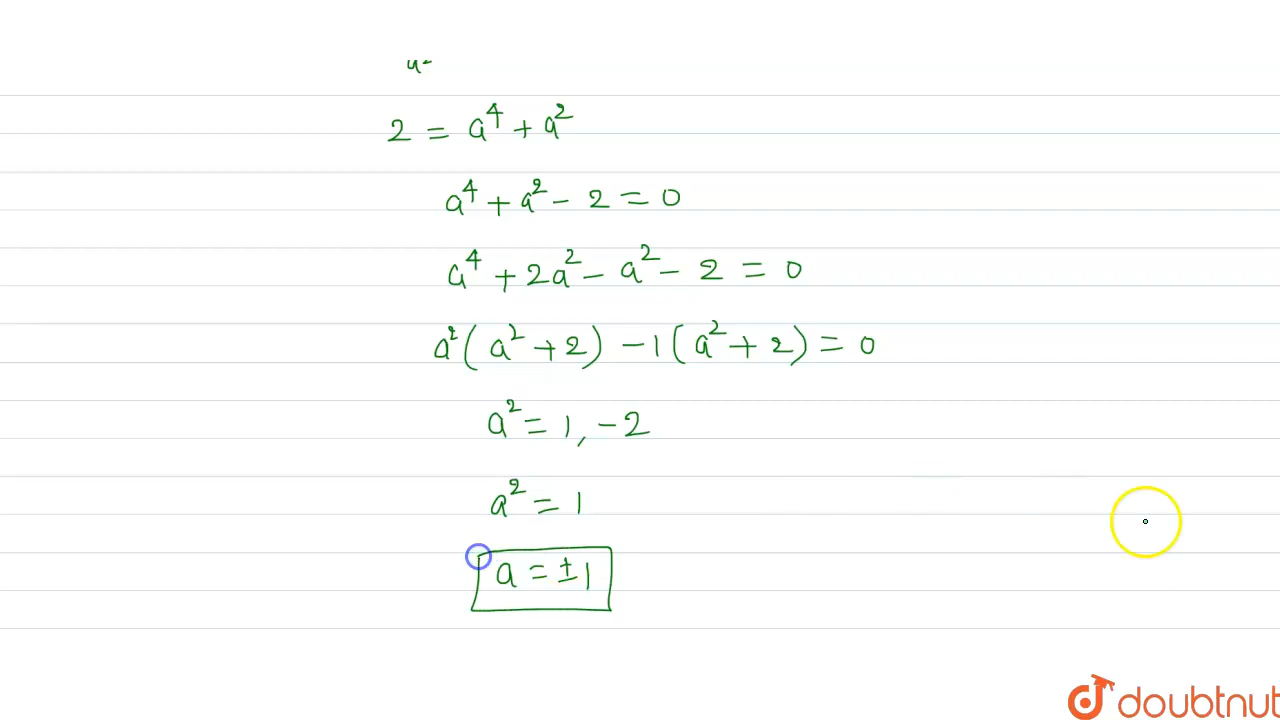 2 = a⁴ + a²
a⁴ + a² - 2 = 0
a⁴ + 2a² - a² - 2 = 0
a²(a² + 2) - 1(a² + 2) = 0
a² = 1, -2
a² = 1
a = ±1
doubtnut